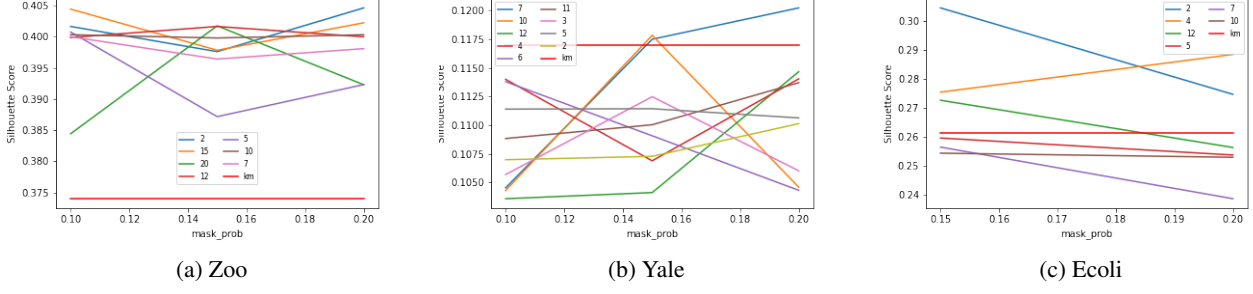 0.405
0.400
0.395
0.390
0.385
0.380
0.375
Silhouette Score
2 5
15 10
20 7
12 km
0.10 0.12 0.14 0.16 0.18 0.20
mask_prob
(a) Zoo
0.1200
0.1175
0.1150
0.1125
0.1100
0.1075
0.1050
Silhouette Score
7 11
10 3
12 5
4 2
6 km
0.10 0.12 0.14 0.16 0.18 0.20
mask_prob
(b) Yale
0.30
0.29
0.28
0.27
0.26
0.25
0.24
Silhouette Score
2 7
4 10
12 km
5
0.15 0.16 0.17 0.18 0.19 0.20
mask_prob
(c) Ecoli